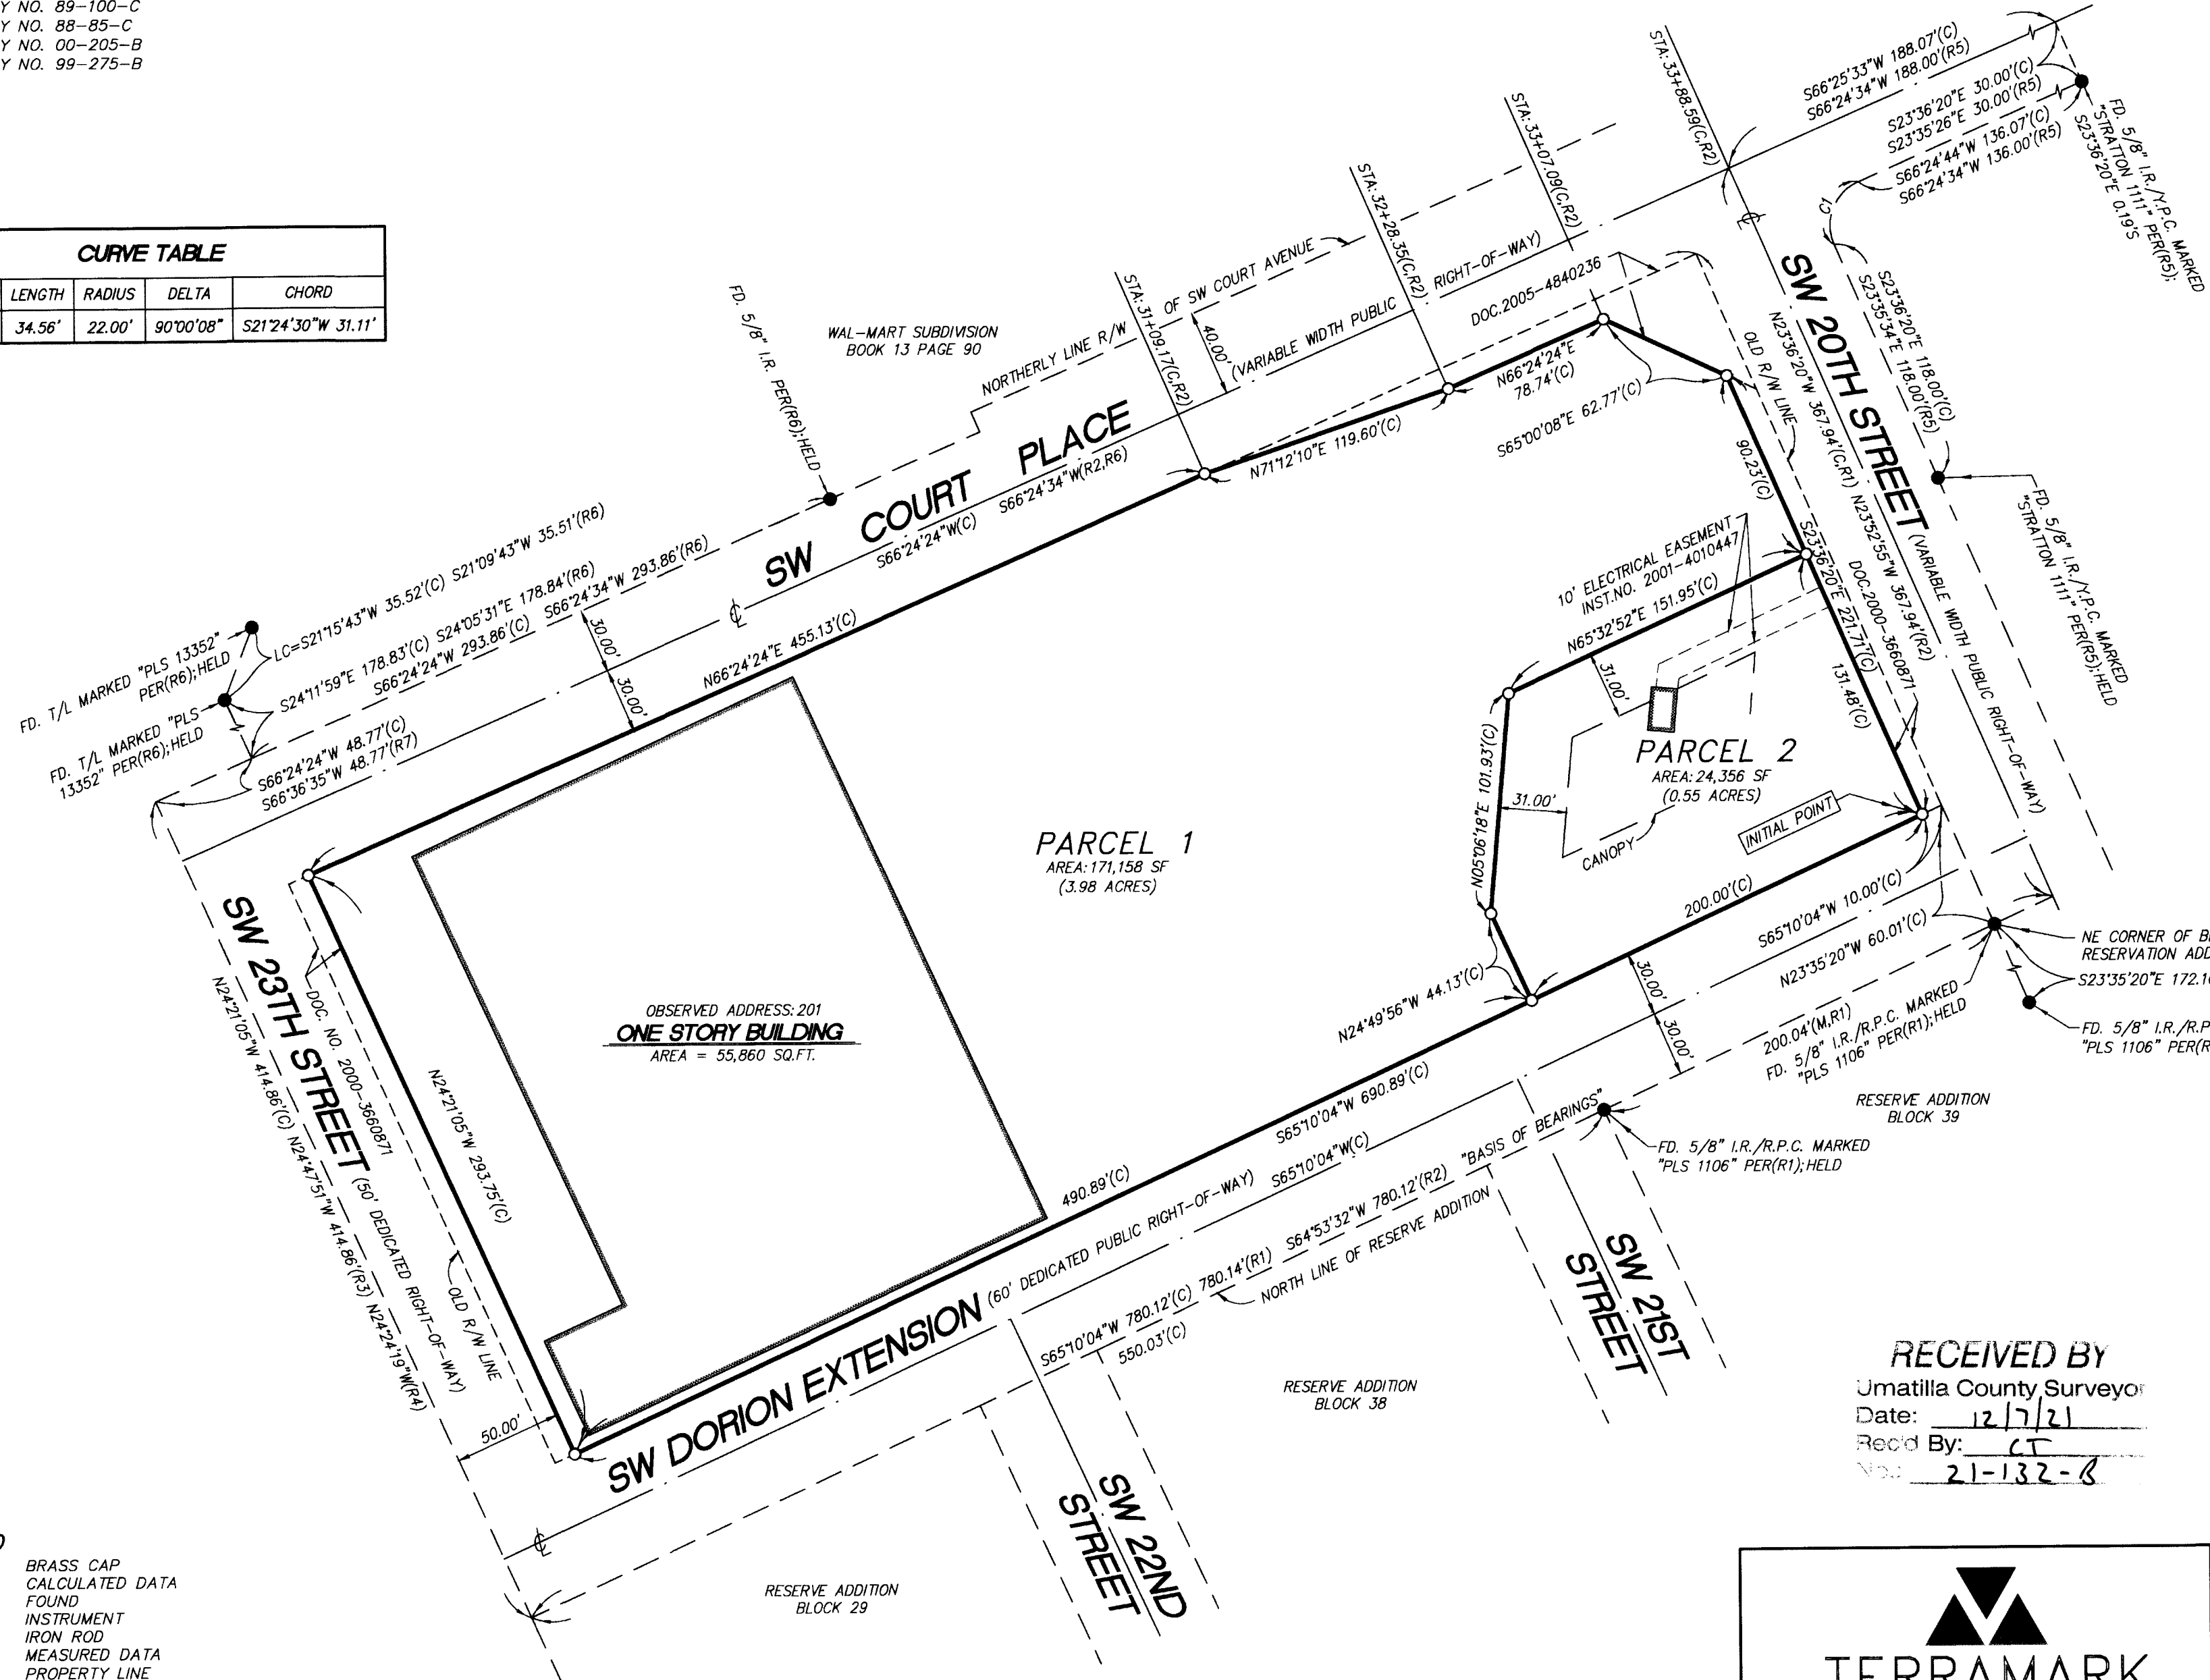 Y NO. 89-100-C
Y NO. 88-85-C
Y NO. 00-205-B
Y NO. 99-275-B
CURVE TABLE
LENGTH RADIUS DELTA CHORD
34.56' 22.00' 90°00'08" S21°24'30"W 31.11'
WAL-MART SUBDIVISION
BOOK 13 PAGE 90
FD. 5/8" I.R. PER(R6);HELD
NORTHERLY LINE R/W OF SW COURT AVENUE
40.00'
STA:31+09.17(C,R2)
STA:32+28.35(C,R2)
STA:33+07.09(C,R2)
STA:33+88.59(C,R2)
(VARIABLE WIDTH PUBLIC RIGHT-OF-WAY)
DOC.2005-4840236
S66°25'33"W 188.07'(C)
S66°24'34"W 188.00'(R5)
S23°36'20"E 30.00'(C)
S23°35'26"E 30.00'(R5)
S66°24'44"W 136.07'(C)
S66°24'34"W 136.00'(R5)
FD. 5/8" I.R./Y.P.C. MARKED
"STRATTON 1111" PER(R5);
S23°36'20"E 0.19'S
C1
S23°36'20"E 118.00'(C)
S23°35'34"E 118.00'(R5)
SW 20TH STREET (VARIABLE WIDTH PUBLIC RIGHT-OF-WAY)
N23°36'20"W 367.94'(C,R1) N23°52'55"W 367.94'(R2)
OLD R/W LINE
DOC.2000-3660871
FD. 5/8" I.R./Y.P.C. MARKED
"STRATTON 1111" PER(R5);HELD
SW COURT PLACE
S66°24'24"W(C) S66°24'34"W(R2,R6)
N66°24'24"E 455.13'(C)
N71°12'10"E 119.60'(C)
N66°24'24"E
78.74'(C)
S65°00'08"E 62.77'(C)
90.23'(C)
S23°36'20"E 221.71'(C)
131.48'(C)
LC=S21°15'43"W 35.52'(C) S21°09'43"W 35.51'(R6)
S24°11'59"E 178.83'(C) S24°05'31"E 178.84'(R6)
S66°24'24"W 293.86'(C) S66°24'34"W 293.86'(R6)
FD. T/L MARKED "PLS 13352"
PER(R6);HELD
FD. T/L MARKED "PLS
13352" PER(R6);HELD
S66°24'24"W 48.77'(C)
S66°36'35"W 48.77'(R7)
30.00'
30.00'
10' ELECTRICAL EASEMENT
INST.NO. 2001-4010447
N65°32'52"E 151.95'(C)
31.00'
N05°06'18"E 101.93'(C)
31.00'
CANOPY
PARCEL 2
AREA:24,356 SF
(0.55 ACRES)
INITIAL POINT
PARCEL 1
AREA:171,158 SF
(3.98 ACRES)
OBSERVED ADDRESS:201
ONE STORY BUILDING
AREA = 55,860 SQ.FT.
SW 23TH STREET (50' DEDICATED RIGHT-OF-WAY)
DOC. NO. 2000-3660871
N24°21'05"W 414.86'(C) N24°47'51"W 414.86'(R3) N24°24'19"W(R4)
N24°21'05"W 293.75'(C)
OLD R/W LINE
50.00'
N24°49'56"W 44.13'(C)
200.00'(C)
S65°10'04"W 10.00'(C)
N23°35'20"W 60.01'(C)
30.00'
30.00'
200.04'(M,R1)
FD. 5/8" I.R./R.P.C. MARKED
"PLS 1106" PER(R1);HELD
NE CORNER OF
RESERVATION
S23°35'20"E
FD. 5/8"
"PLS 1106"
S65°10'04"W 690.89'(C)
490.89'(C)
SW DORION EXTENSION (60' DEDICATED PUBLIC RIGHT-OF-WAY) S65°10'04"W(C)
S65°10'04"W 780.12'(C) 780.14'(R1) S64°53'32"W 780.12'(R2) "BASIS OF BEARINGS"
550.03'(C)
NORTH LINE OF RESERVE ADDITION
FD. 5/8" I.R./R.P.C. MARKED
"PLS 1106" PER(R1);HELD
RESERVE ADDITION
BLOCK 39
SW 21ST
STREET
RESERVE ADDITION
BLOCK 38
SW 22ND
STREET
RESERVE ADDITION
BLOCK 29
RECEIVED BY
Umatilla County Surveyor
Date: 12/7/21
Rec'd By: CT
No.: 21-132-B
BRASS CAP
CALCULATED DATA
FOUND
INSTRUMENT
IRON ROD
MEASURED DATA
PROPERTY LINE
TERRAMARK